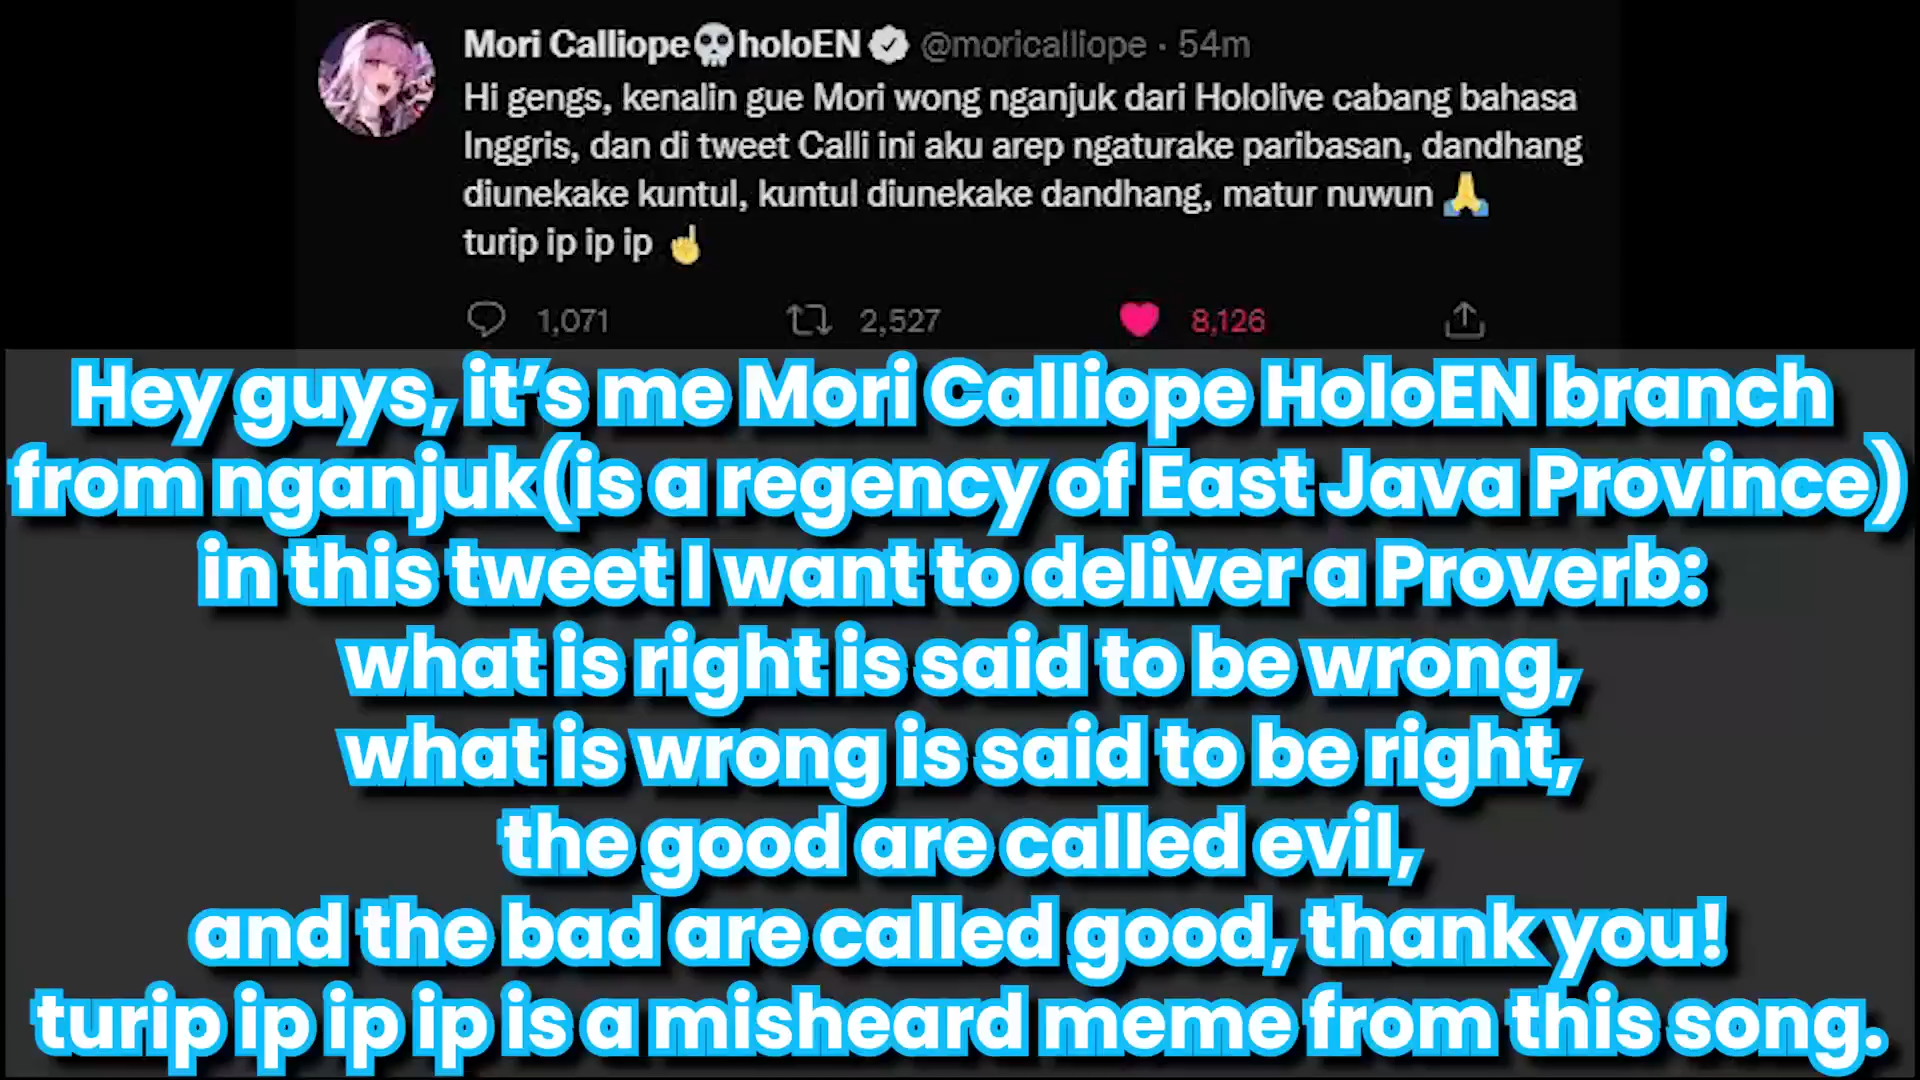 Mori Calliope💀holoEN @moricalliope · 54m
Hi gengs, kenalin gue Mori wong nganjuk dari Hololive cabang bahasa
Inggris, dan di tweet Calli ini aku arep ngaturake paribasan, dandhang
diunekake kuntul, kuntul diunekake dandhang, matur nuwun 🙏
turip ip ip ip ☝
1,071 2,527 8,126
Hey guys, it's me Mori Calliope HoloEN branch
from nganjuk(is a regency of East Java Province)
in this tweet I want to deliver a Proverb:
what is right is said to be wrong,
what is wrong is said to be right,
the good are called evil,
and the bad are called good, thank you!
turip ip ip ip is a misheard meme from this song.